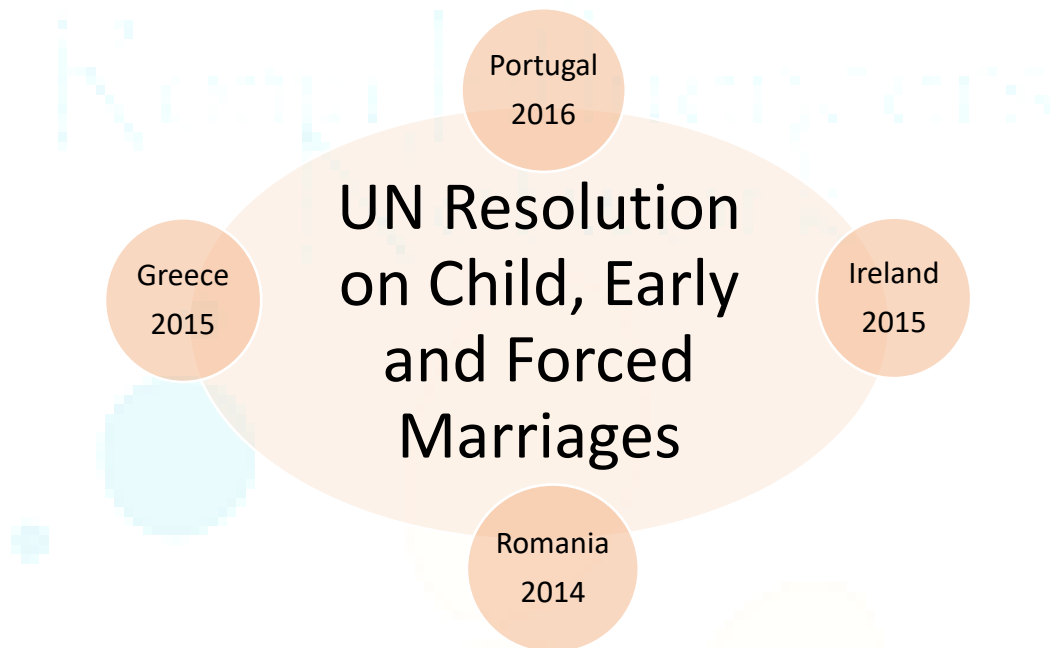 Portugal
2016
UN Resolution
on Child, Early
and Forced
Marriages
Greece
2015
Ireland
2015
Romania
2014